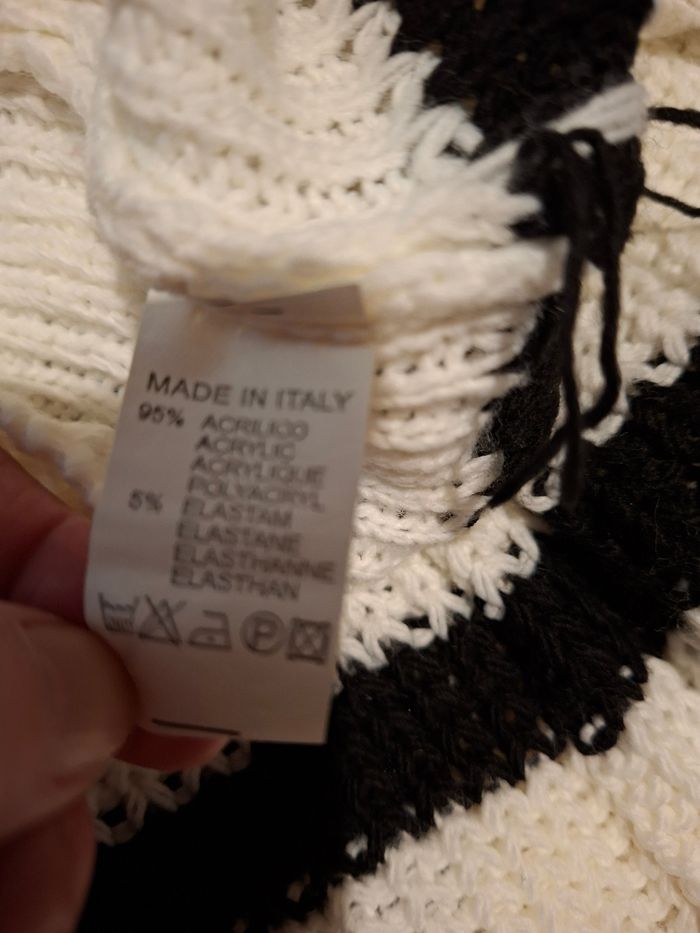 MADE IN ITALY
95% ACRILICO
ACRYLIC
ACRYLIQUE
POLYACRYL
5% ELASTAM
ELASTANE
ELASTHANNE
ELASTHAN
P